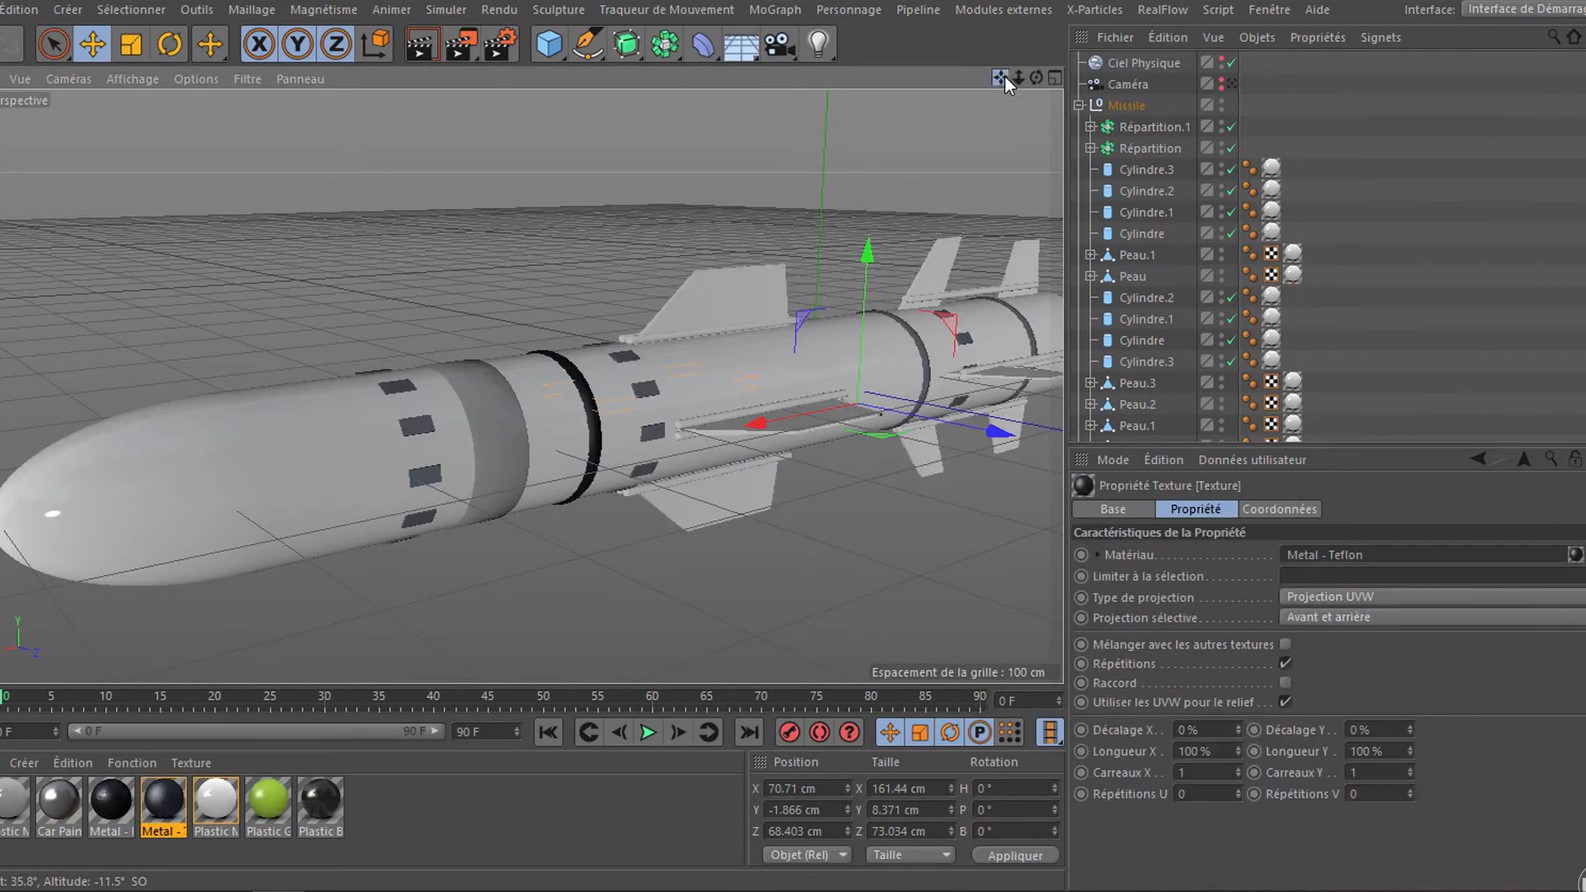 Édition Créer Sélectionner Outils Maillage Magnétisme Animer Simuler Rendu Sculpture Traqueur de Mouvement MoGraph Personnage Pipeline Modules externes X-Particles RealFlow Script Fenêtre Aide Interface: Interface de Démarra
X Y Z
Vue Caméras Affichage Options Filtre Panneau
rspective
Fichier Édition Vue Objets Propriétés Signets
Ciel Physique
Caméra
Missile
Répartition.1
Répartition
Cylindre.3
Cylindre.2
Cylindre.1
Cylindre
Peau.1
Peau
Cylindre.2
Cylindre.1
Cylindre
Cylindre.3
Peau.3
Peau.2
Peau.1
Y
Z
Espacement de la grille : 100 cm
Mode Édition Données utilisateur
Propriété Texture [Texture]
Base Propriété Coordonnées
Caractéristiques de la Propriété
Matériau Metal - Teflon
Limiter à la sélection
Type de projection Projection UVW
Projection sélective Avant et arrière
Mélanger avec les autres textures
Répétitions
Raccord
Utiliser les UVW pour le relief
Décalage X 0 % Décalage Y 0 %
Longueur X 100 % Longueur Y 100 %
Carreaux X 1 Carreaux Y 1
Répétitions U 0 Répétitions V 0
0 5 10 15 20 25 30 35 40 45 50 55 60 65 70 75 80 85 90 0 F
0 F 0 F 90 F 90 F P
Créer Édition Fonction Texture
Car Pain Metal - Metal - Plastic M Plastic G Plastic B
Position Taille Rotation
X 70.71 cm X 161.44 cm H 0 °
Y -1.866 cm Y 8.371 cm P 0 °
Z 68.403 cm Z 73.034 cm B 0 °
Objet (Rel) Taille Appliquer
t: 35.8°, Altitude: -11.5° SO